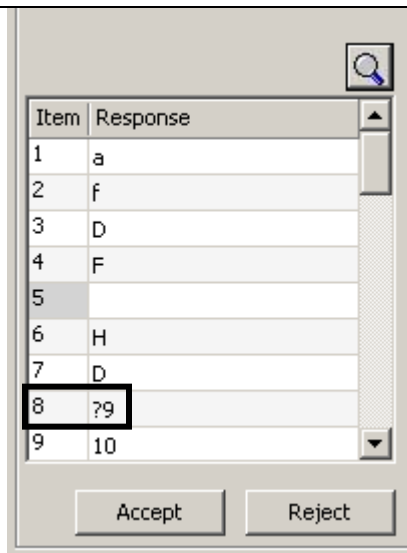 Item Response
1 a
2 f
3 D
4 F
5
6 H
7 D
8 ?9
9 10
Accept Reject